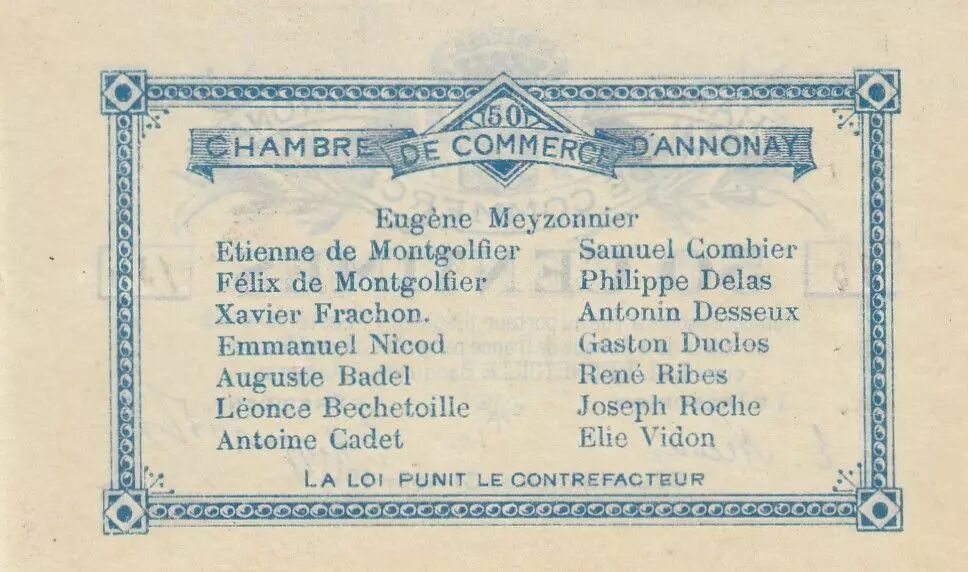 50
CHAMBRE DE COMMERCE D'ANNONAY
Eugène Meyzonnier
Etienne de Montgolfier Samuel Combier
Félix de Montgolfier Philippe Delas
Xavier Frachon. Antonin Desseux
Emmanuel Nicod Gaston Duclos
Auguste Badel René Ribes
Léonce Bechetoille Joseph Roche
Antoine Cadet Elie Vidon
LA LOI PUNIT LE CONTREFACTEUR